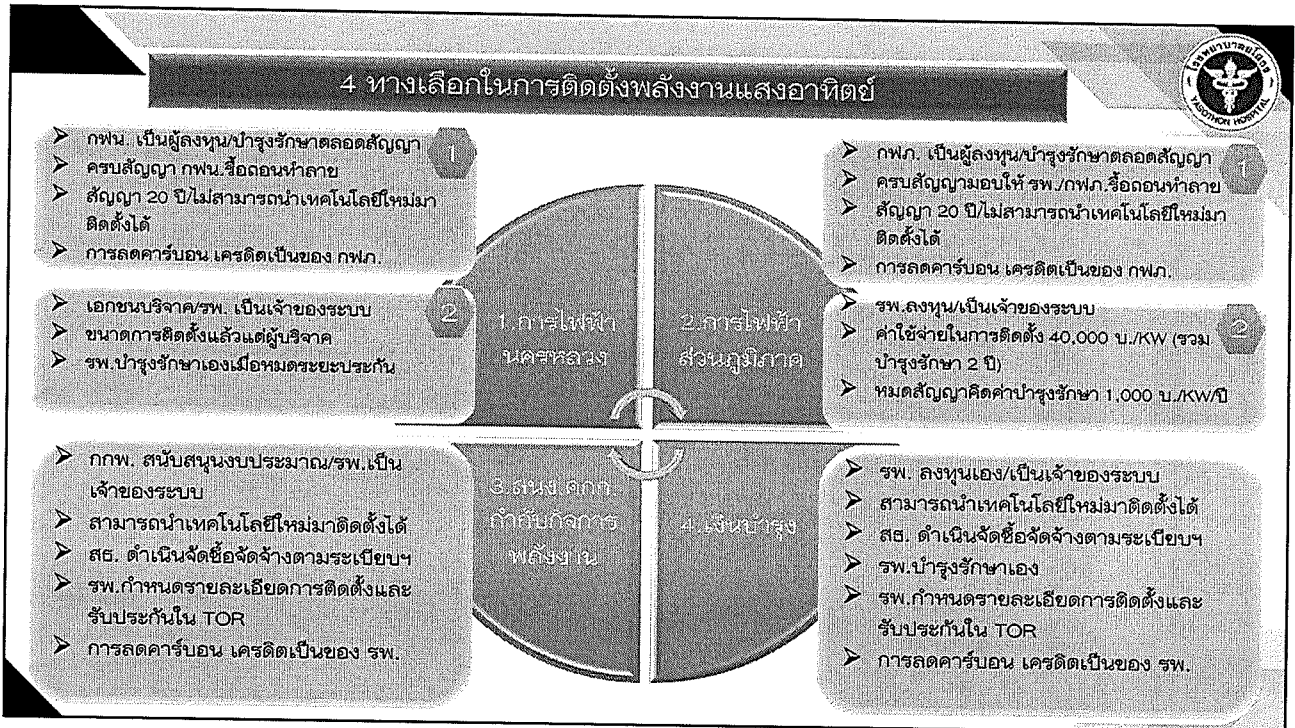 4 ทางเลือกในการติดตั้งพลังงานแสงอาทิตย์
โรงพยาบาลยโสธร
YASOTHON HOSPITAL
➢ กฟน. เป็นผู้ลงทุน/บำรุงรักษาตลอดสัญญา
➢ ครบสัญญา กฟน.รื้อถอนทำลาย
➢ สัญญา 20 ปี/ไม่สามารถนำเทคโนโลยีใหม่มา
ติดตั้งได้
➢ การลดคาร์บอน เครดิตเป็นของ กฟภ.
1
➢ เอกชนบริจาค/รพ. เป็นเจ้าของระบบ
➢ ขนาดการติดตั้งแล้วแต่ผู้บริจาค
➢ รพ.บำรุงรักษาเองเมื่อหมดระยะประกัน
2
1.การไฟฟ้า
นครหลวง
2.การไฟฟ้า
ส่วนภูมิภาค
➢ กฟภ. เป็นผู้ลงทุน/บำรุงรักษาตลอดสัญญา
➢ ครบสัญญามอบให้ รพ./กฟภ.รื้อถอนทำลาย
➢ สัญญา 20 ปี/ไม่สามารถนำเทคโนโลยีใหม่มา
ติดตั้งได้
➢ การลดคาร์บอน เครดิตเป็นของ กฟภ.
1
➢ รพ.ลงทุน/เป็นเจ้าของระบบ
➢ ค่าใช้จ่ายในการติดตั้ง 40,000 บ./KW (รวม
บำรุงรักษา 2 ปี)
➢ หมดสัญญาคิดค่าบำรุงรักษา 1,000 บ./KW/ปี
2
➢ กกพ. สนับสนุนงบประมาณ/รพ.เป็น
เจ้าของระบบ
➢ สามารถนำเทคโนโลยีใหม่มาติดตั้งได้
➢ สธ. ดำเนินจัดซื้อจัดจ้างตามระเบียบฯ
➢ รพ.กำหนดรายละเอียดการติดตั้งและ
รับประกันใน TOR
➢ การลดคาร์บอน เครดิตเป็นของ รพ.
3.สนง.คกก.
กำกับกิจการ
พลังงาน
4.เงินบำรุง
➢ รพ. ลงทุนเอง/เป็นเจ้าของระบบ
➢ สามารถนำเทคโนโลยีใหม่มาติดตั้งได้
➢ สธ. ดำเนินจัดซื้อจัดจ้างตามระเบียบฯ
➢ รพ.บำรุงรักษาเอง
➢ รพ.กำหนดรายละเอียดการติดตั้งและ
รับประกันใน TOR
➢ การลดคาร์บอน เครดิตเป็นของ รพ.